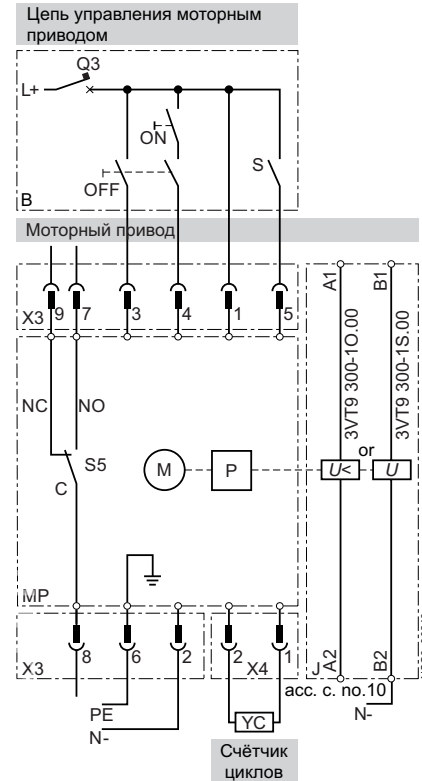 Цепь управления моторным
приводом
Q3
L+
ON
OFF
S
B
Моторный привод
X3 9 7 3 4 1 5
A1 B1
3VT9 300-1O.00
3VT9 300-1S.00
NC NO
S5
C
M P
or
U< U
MP
X3 8 6 2
2 X4 1
J A2 B2
acc. c. no.10
PE
N-
N-
YC
Счётчик
циклов